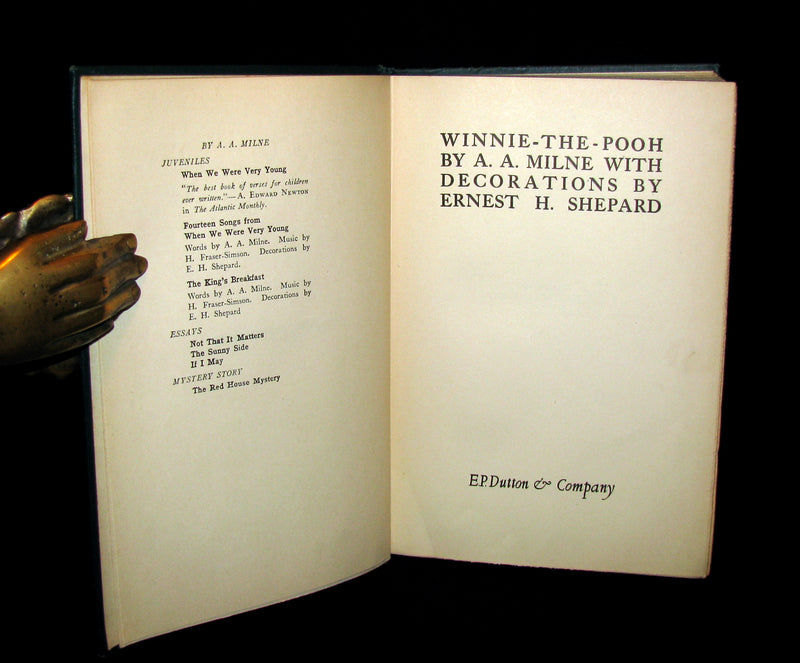 BY A. A. MILNE
JUVENILES
When We Were Very Young
"The best book of verses for children
ever written."—A. EDWARD NEWTON
in The Atlantic Monthly.
Fourteen Songs from
When We Were Very Young
Words by A. A. Milne. Music by
H. Fraser-Simson. Decorations by
E. H. Shepard.
The King's Breakfast
Words by A. A. Milne. Music by
H. Fraser-Simson. Decorations by
E. H. Shepard
ESSAYS
Not That It Matters
The Sunny Side
If I May
MYSTERY STORY
The Red House Mystery
WINNIE-THE-POOH
BY A. A. MILNE WITH
DECORATIONS BY
ERNEST H. SHEPARD
E.P. Dutton & Company